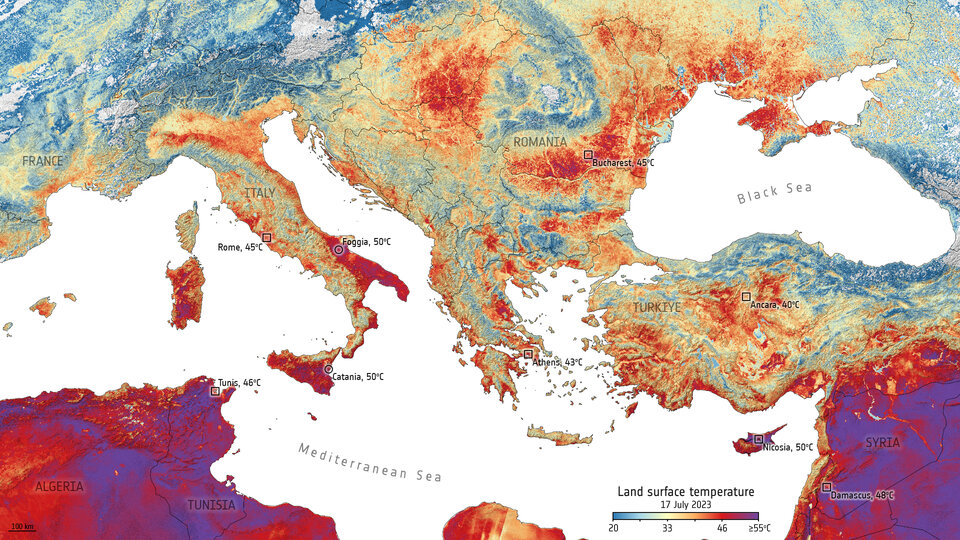 FRANCE
ITALY
ROMANIA
Bucharest, 45°C
Black Sea
Rome, 45°C
Foggia, 50°C
TÜRKIYE
Ancara, 40°C
Athens, 43°C
Catania, 50°C
Tunis, 46°C
Nicosia, 50°C
SYRIA
Mediterranean Sea
ALGERIA
TUNISIA
Damascus, 48°C
Land surface temperature
17 July 2023
20 33 46 ≥55°C
100 km